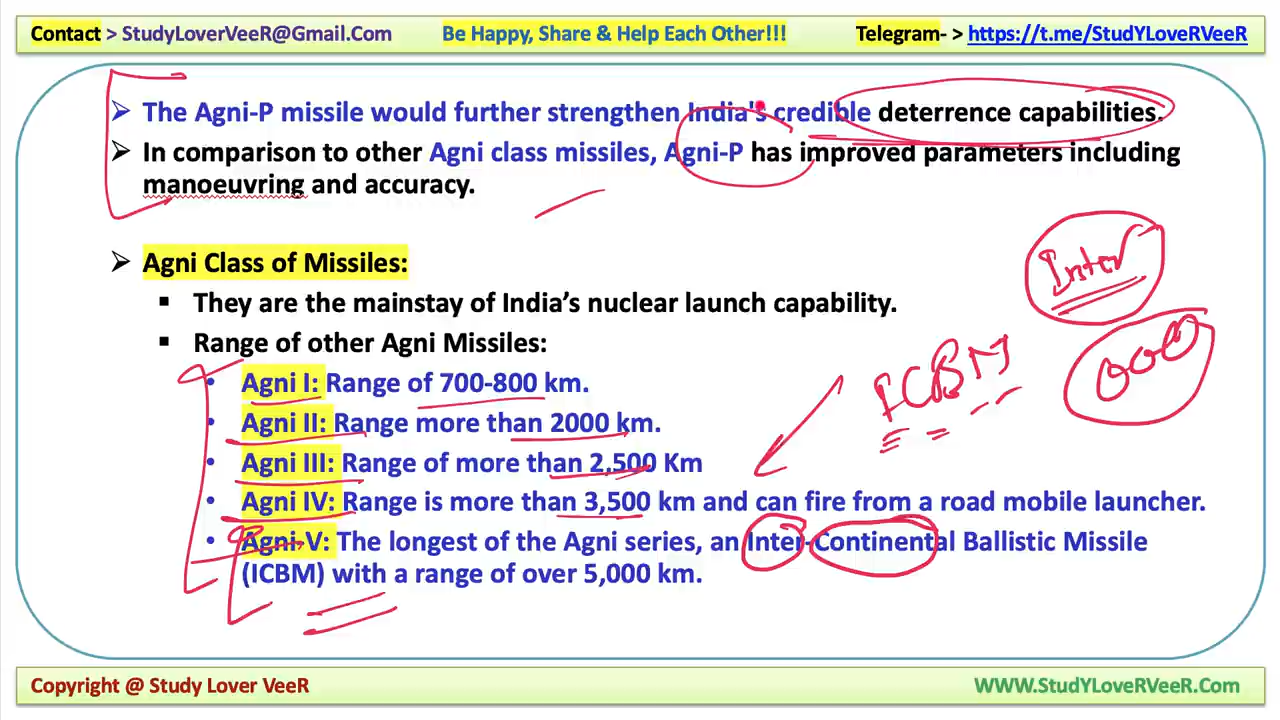 Contact > StudyLoverVeeR@Gmail.Com Be Happy, Share & Help Each Other!!! Telegram- > https://t.me/StudYLoveRVeeR
➢ The Agni-P missile would further strengthen India's credible deterrence capabilities.
➢ In comparison to other Agni class missiles, Agni-P has improved parameters including
manoeuvring and accuracy.
➢ Agni Class of Missiles:
▪ They are the mainstay of India's nuclear launch capability.
▪ Range of other Agni Missiles:
• Agni I: Range of 700-800 km.
• Agni II: Range more than 2000 km.
• Agni III: Range of more than 2,500 Km
• Agni IV: Range is more than 3,500 km and can fire from a road mobile launcher.
• Agni-V: The longest of the Agni series, an Inter-Continental Ballistic Missile
(ICBM) with a range of over 5,000 km.
Inter
ICBM
Copyright @ Study Lover VeeR WWW.StudYLoveRVeeR.Com